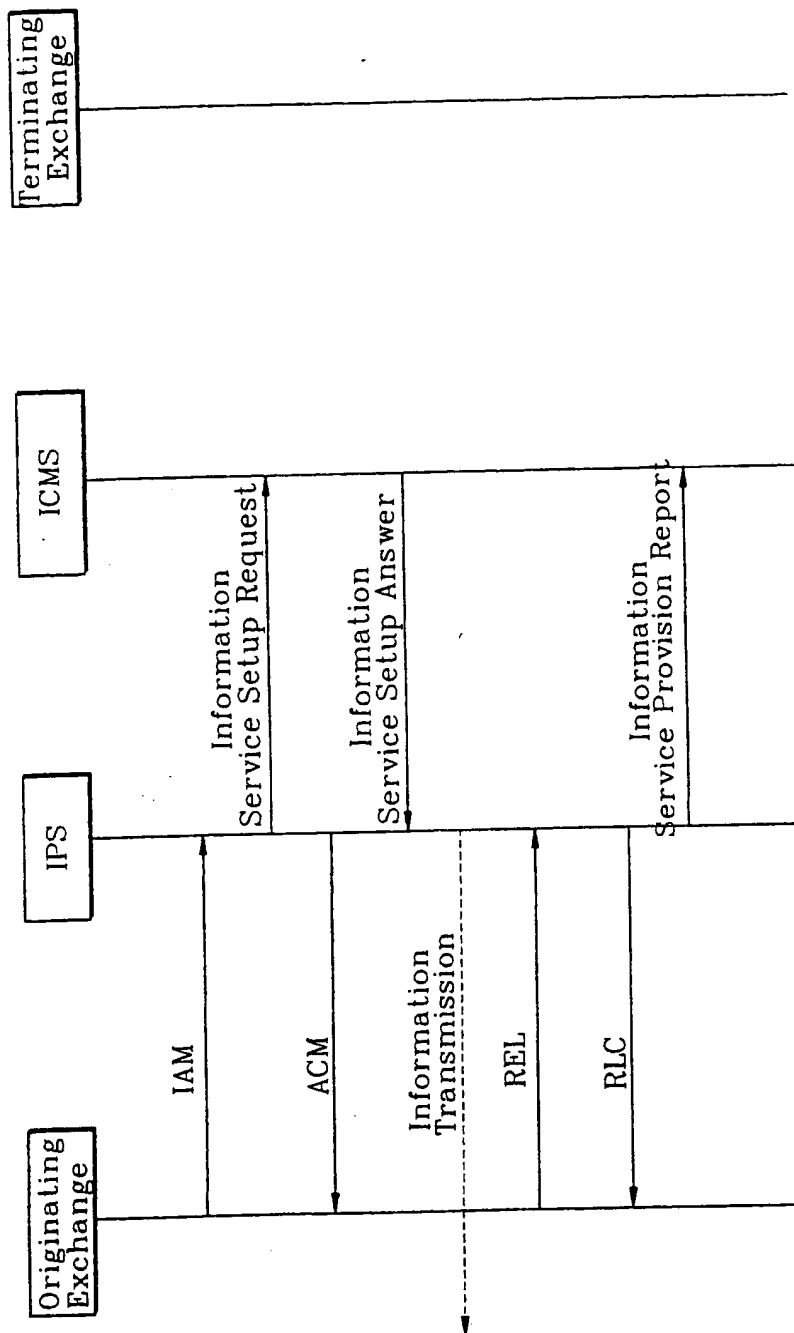 Originating
Exchange
IPS
ICMS
Terminating
Exchange
IAM
Information
Service Setup Request
ACM
Information
Service Setup Answer
Information
Transmission
REL
RLC
Information
Service Provision Report